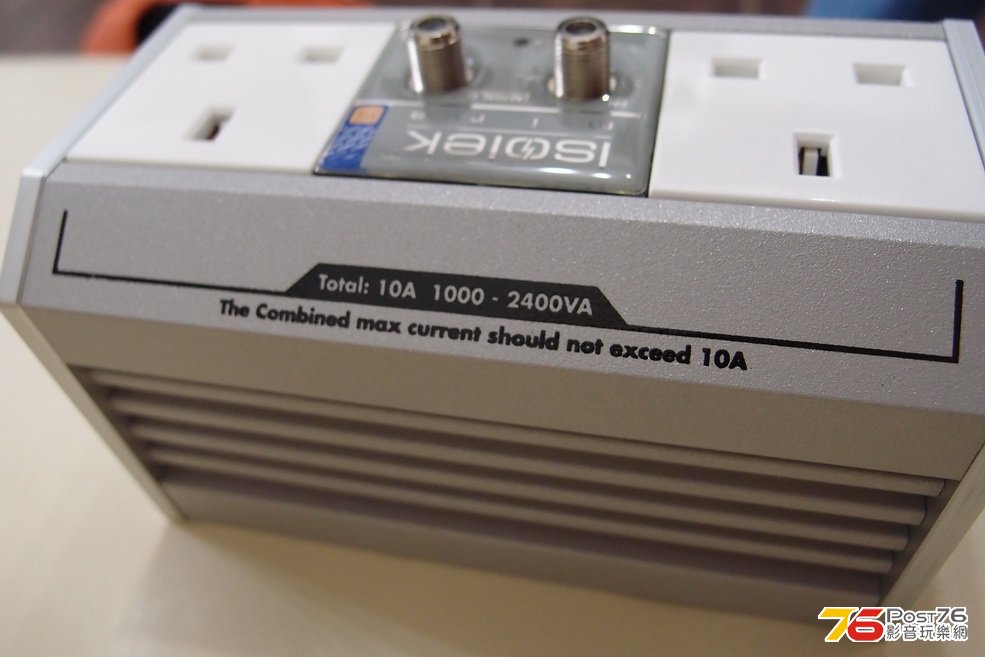 IsoTek
Total: 10A 1000 - 2400VA
The Combined max current should not exceed 10A
76 Post76
影音玩樂網